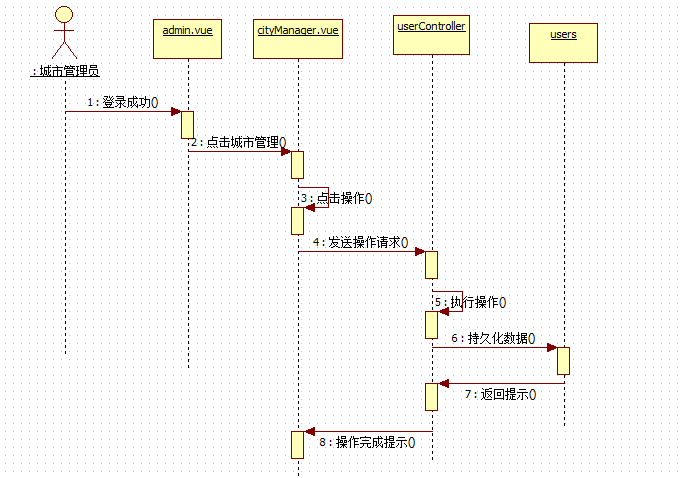 admin.vue
cityManager.vue
userController
users
:城市管理员
1:登录成功()
2:点击城市管理()
3:点击操作()
4:发送操作请求()
5:执行操作()
6:持久化数据()
7:返回提示()
8:操作完成提示()